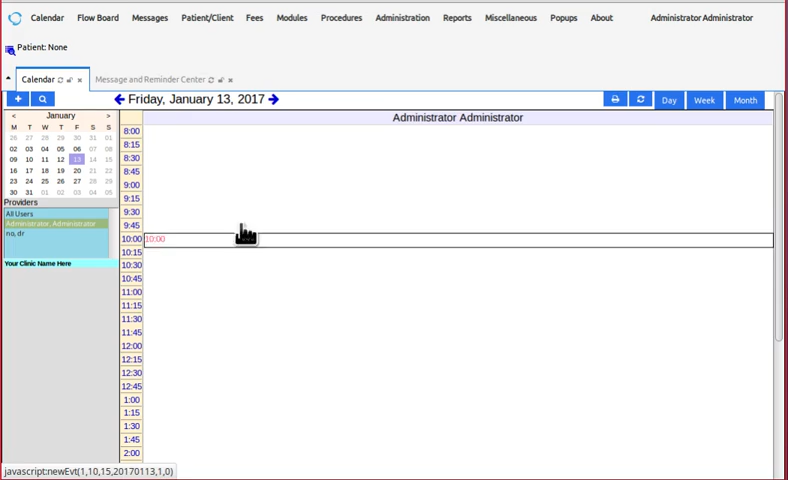 Calendar Flow Board Messages Patient/Client Fees Modules Procedures Administration Reports Miscellaneous Popups About Administrator Administrator
Patient: None
Calendar Message and Reminder Center
Friday, January 13, 2017 Day Week Month
< January >
M T W T F S S
26 27 28 29 30 31 01
02 03 04 05 06 07 08
09 10 11 12 13 14 15
16 17 18 19 20 21 22
23 24 25 26 27 28 29
30 31 01 02 03 04 05
Providers
All Users
Administrator, Administrator
no, dr
Your Clinic Name Here
Administrator Administrator
8:00
8:15
8:30
8:45
9:00
9:15
9:30
9:45
10:00 10:00
10:15
10:30
10:45
11:00
11:15
11:30
11:45
12:00
12:15
12:30
12:45
1:00
1:15
1:30
1:45
2:00
javascript:newEvt(1,10,15,20170113,1,0)